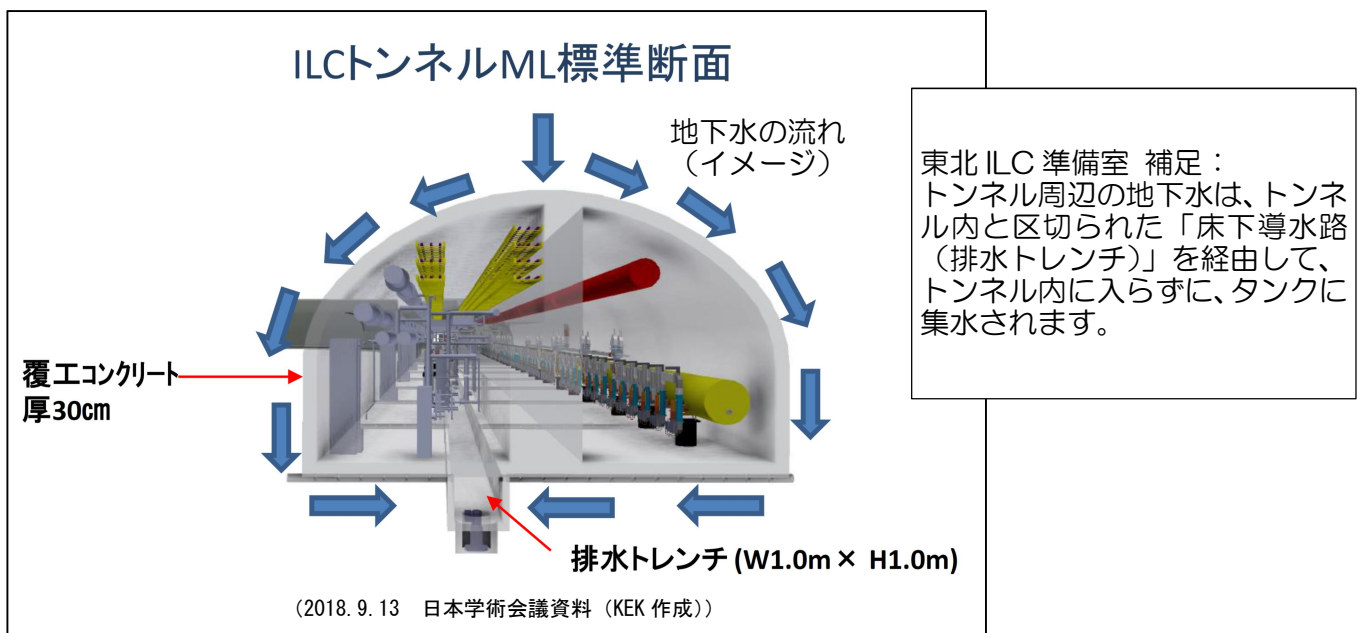 ILCトンネルML標準断面
地下水の流れ
（イメージ）
覆工コンクリート
厚30㎝
排水トレンチ (W1.0m× H1.0m)
（2018.9.13　日本学術会議資料（KEK 作成））
東北 ILC 準備室 補足：
トンネル周辺の地下水は、トンネ
ル内と区切られた「床下導水路
（排水トレンチ）」を経由して、
トンネル内に入らずに、タンクに
集水されます。